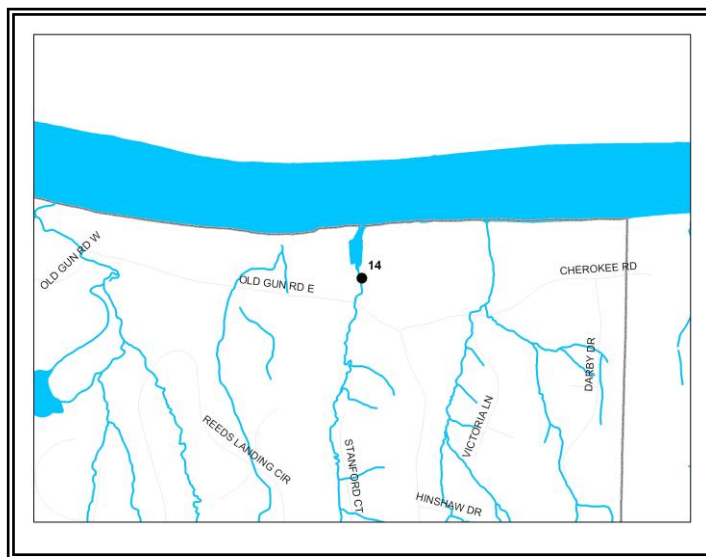 14
OLD GUN RD W
OLD GUN RD E
CHEROKEE RD
DARBY DR
REEDS LANDING CIR
STANFORD CT
VICTORIA LN
HINSHAW DR